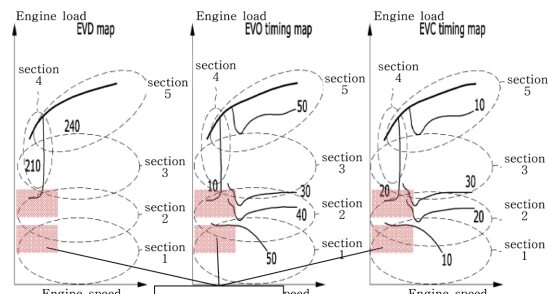 Engine load
EVD map
section
4
section
5
240
210
section
3
section
2
section
1
Engine speed
Engine load
EVO timing map
section
4
section
5
50
section
3
10
30
40
section
2
section
1
50
peed
Engine load
EVC timing map
section
4
section
5
10
section
3
20
30
20
section
2
section
1
10
Engine speed